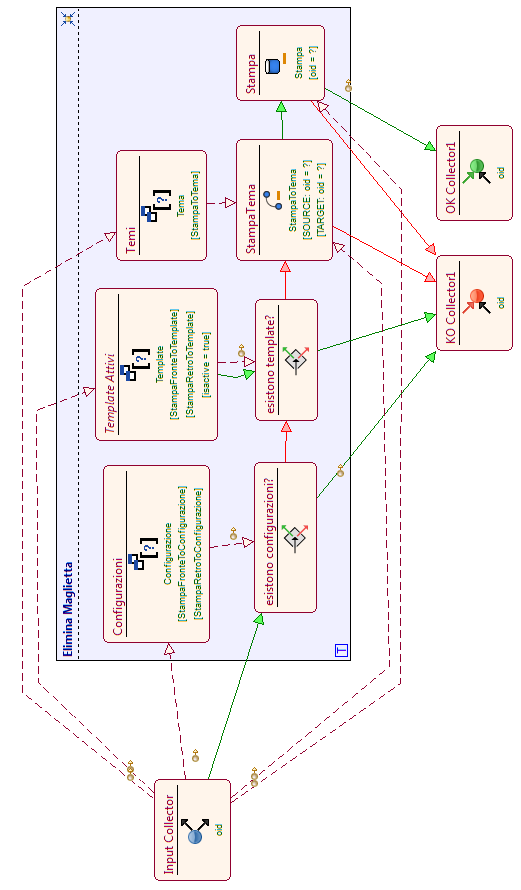 Elimina Maglietta
T
Input Collector
oid
Configurazioni
[?]
Configurazione
[StampaFronteToConfigurazione]
[StampaRetroToConfigurazione]
Template Attivi
[?]
Template
[StampaFronteToTemplate]
[StampaRetroToTemplate]
[isactive = true]
Temi
[?]
Tema
[StampaToTema]
esistono configurazioni?
esistono template?
StampaTema
StampaToTema
[SOURCE: oid = ?]
[TARGET: oid = ?]
Stampa
Stampa
[oid = ?]
KO Collector1
oid
OK Collector1
oid